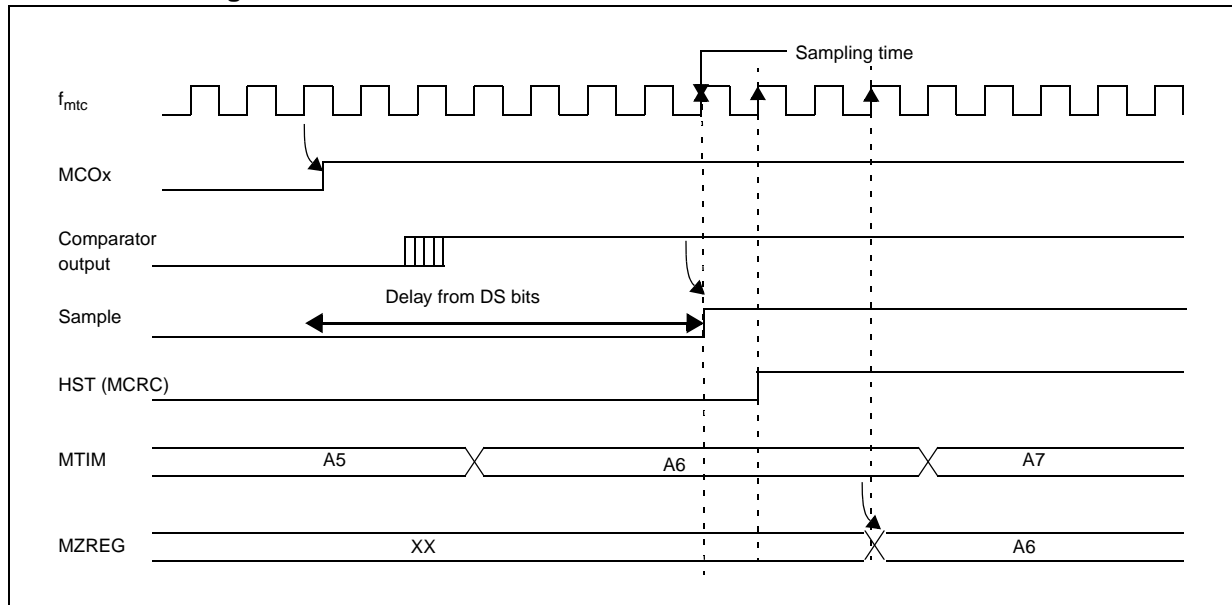 Sampling time
fmtc
MCOx
Comparator
output
Delay from DS bits
Sample
HST (MCRC)
MTIM
A5
A6
A7
MZREG
XX
A6